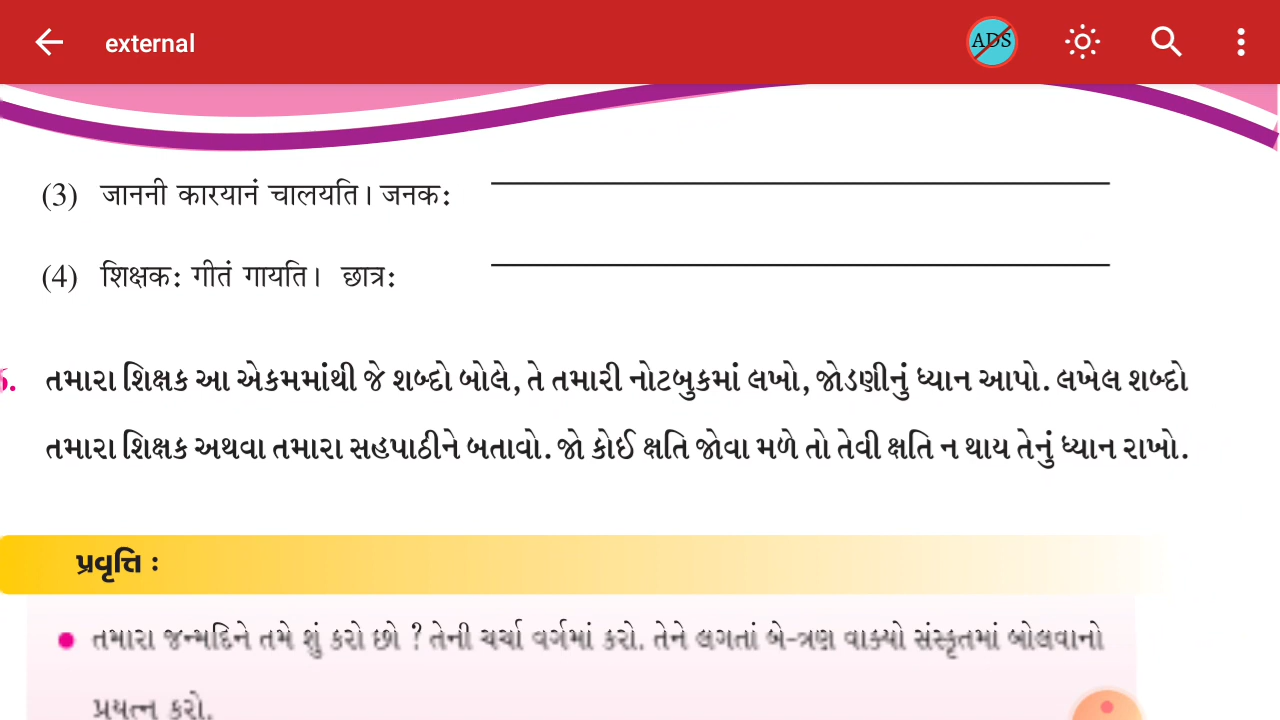 external
ADS
(3) जाननी कारयानं चालयति। जनकः
(4) शिक्षकः गीतं गायति। छात्रः
તમારા શિક્ષક આ એકમમાંથી જે શબ્દો બોલે, તે તમારી નોટબુકમાં લખો, જોડણીનું ધ્યાન આપો. લખેલ શબ્દો
તમારા શિક્ષક અથવા તમારા સહપાઠીને બતાવો. જો કોઈ ક્ષતિ જોવા મળે તો તેવી ક્ષતિ ન થાય તેનું ધ્યાન રાખો.
પ્રવૃત્તિ :
• તમારા જન્મદિને તમે શું કરો છો ? તેની ચર્ચા વર્ગમાં કરો. તેને લગતાં બે-ત્રણ વાક્યો સંસ્કૃતમાં બોલવાનો
પ્રયત્ન કરો.